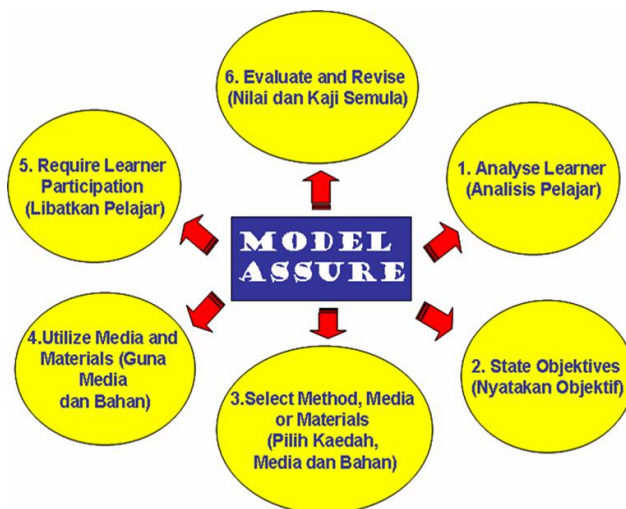 6. Evaluate and Revise
(Nilai dan Kaji Semula)
5. Require Learner
Participation
(Libatkan Pelajar)
1. Analyse Learner
(Analisis Pelajar)
MODEL
ASSURE
4.Utilize Media and
Materials (Guna
Media
dan Bahan)
2. State Objektives
(Nyatakan Objektif)
3.Select Method, Media
or Materials
(Pilih Kaedah,
Media dan Bahan)